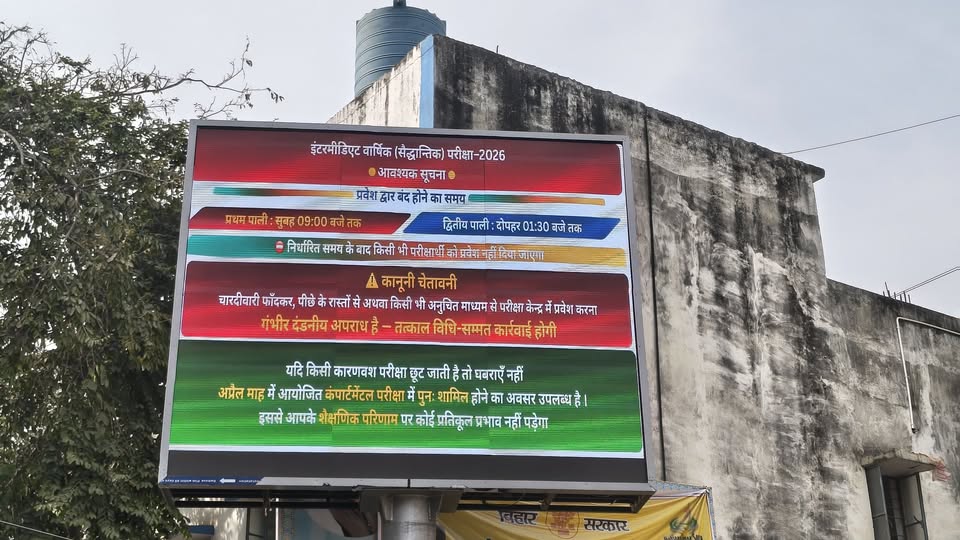 इंटरमीडिएट वार्षिक (सैद्धान्तिक) परीक्षा-2026
आवश्यक सूचना
प्रवेश द्वार बंद होने का समय
प्रथम पाली : सुबह 09:00 बजे तक
द्वितीय पाली : दोपहर 01:30 बजे तक
निर्धारित समय के बाद किसी भी परीक्षार्थी को प्रवेश नहीं दिया जाएगा
कानूनी चेतावनी
चारदीवारी फाँदकर, पीछे के रास्तों से अथवा किसी भी अनुचित माध्यम से परीक्षा केन्द्र में प्रवेश करना
गंभीर दंडनीय अपराध है – तत्काल विधि-सम्मत कार्रवाई होगी
यदि किसी कारणवश परीक्षा छूट जाती है तो घबराएँ नहीं
अप्रैल माह में आयोजित कंपार्टमेंटल परीक्षा में पुनः शामिल होने का अवसर उपलब्ध है |
इससे आपके शैक्षणिक परिणाम पर कोई प्रतिकूल प्रभाव नहीं पड़ेगा
बिहार सरकार